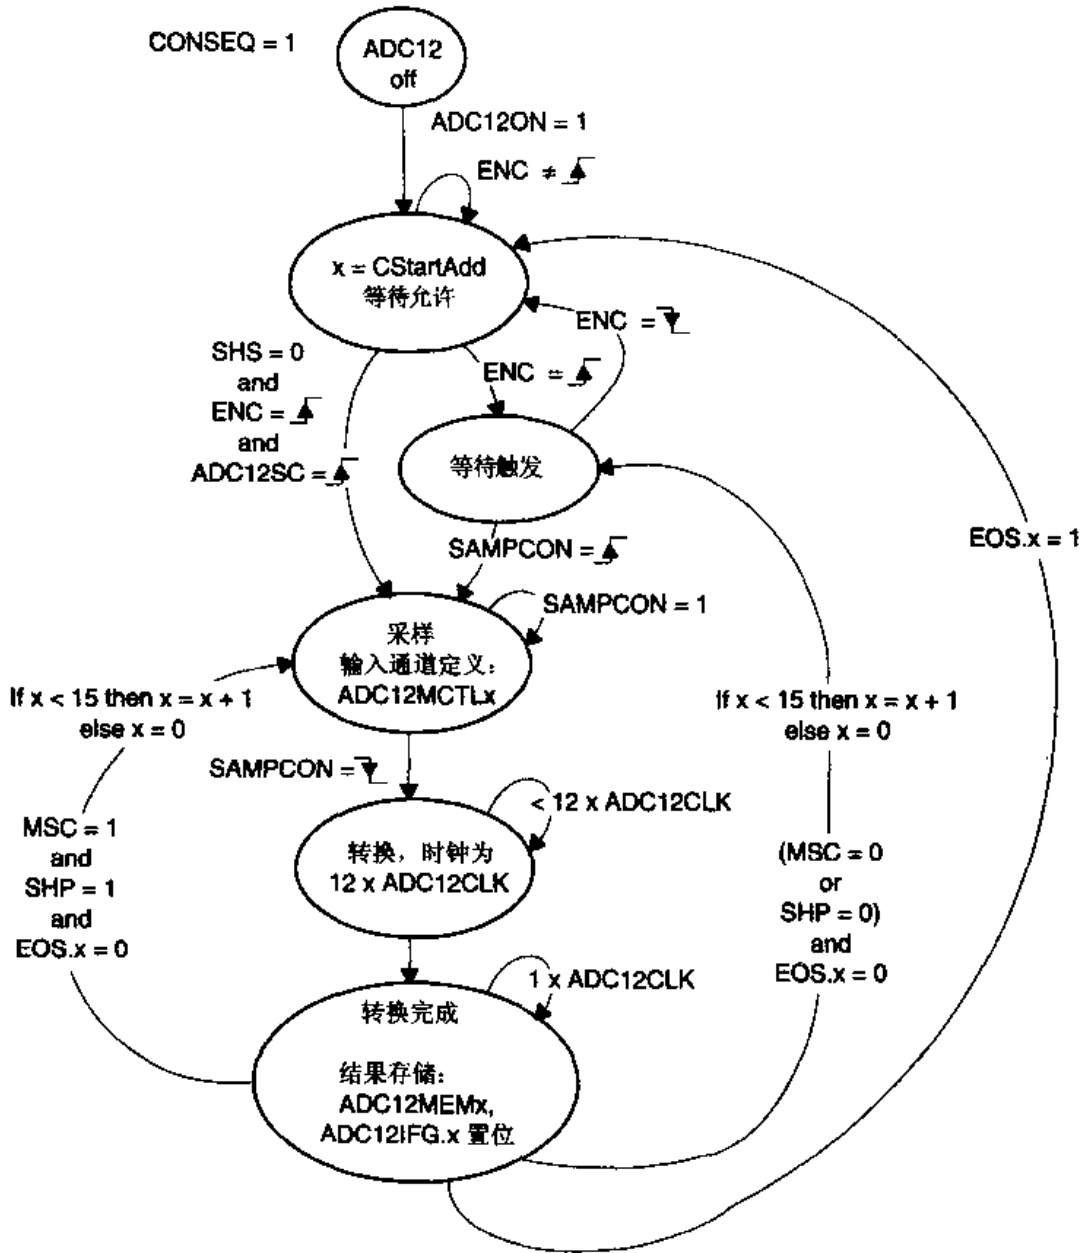 CONSEQ = 1
ADC12
off
ADC12ON = 1
ENC ≠
x = CStartAdd
等待允许
ENC =
SHS = 0
and
ENC =
and
ADC12SC =
ENC =
等待触发
SAMPCON =
EOS.x = 1
SAMPCON = 1
采样
输入通道定义:
ADC12MCTLx
If x < 15 then x = x + 1
else x = 0
If x < 15 then x = x + 1
else x = 0
SAMPCON =
< 12 x ADC12CLK
转换，时钟为
12 x ADC12CLK
MSC = 1
and
SHP = 1
and
EOS.x = 0
(MSC = 0
or
SHP = 0)
and
EOS.x = 0
1 x ADC12CLK
转换完成
结果存储:
ADC12MEMx,
ADC12IFG.x 置位